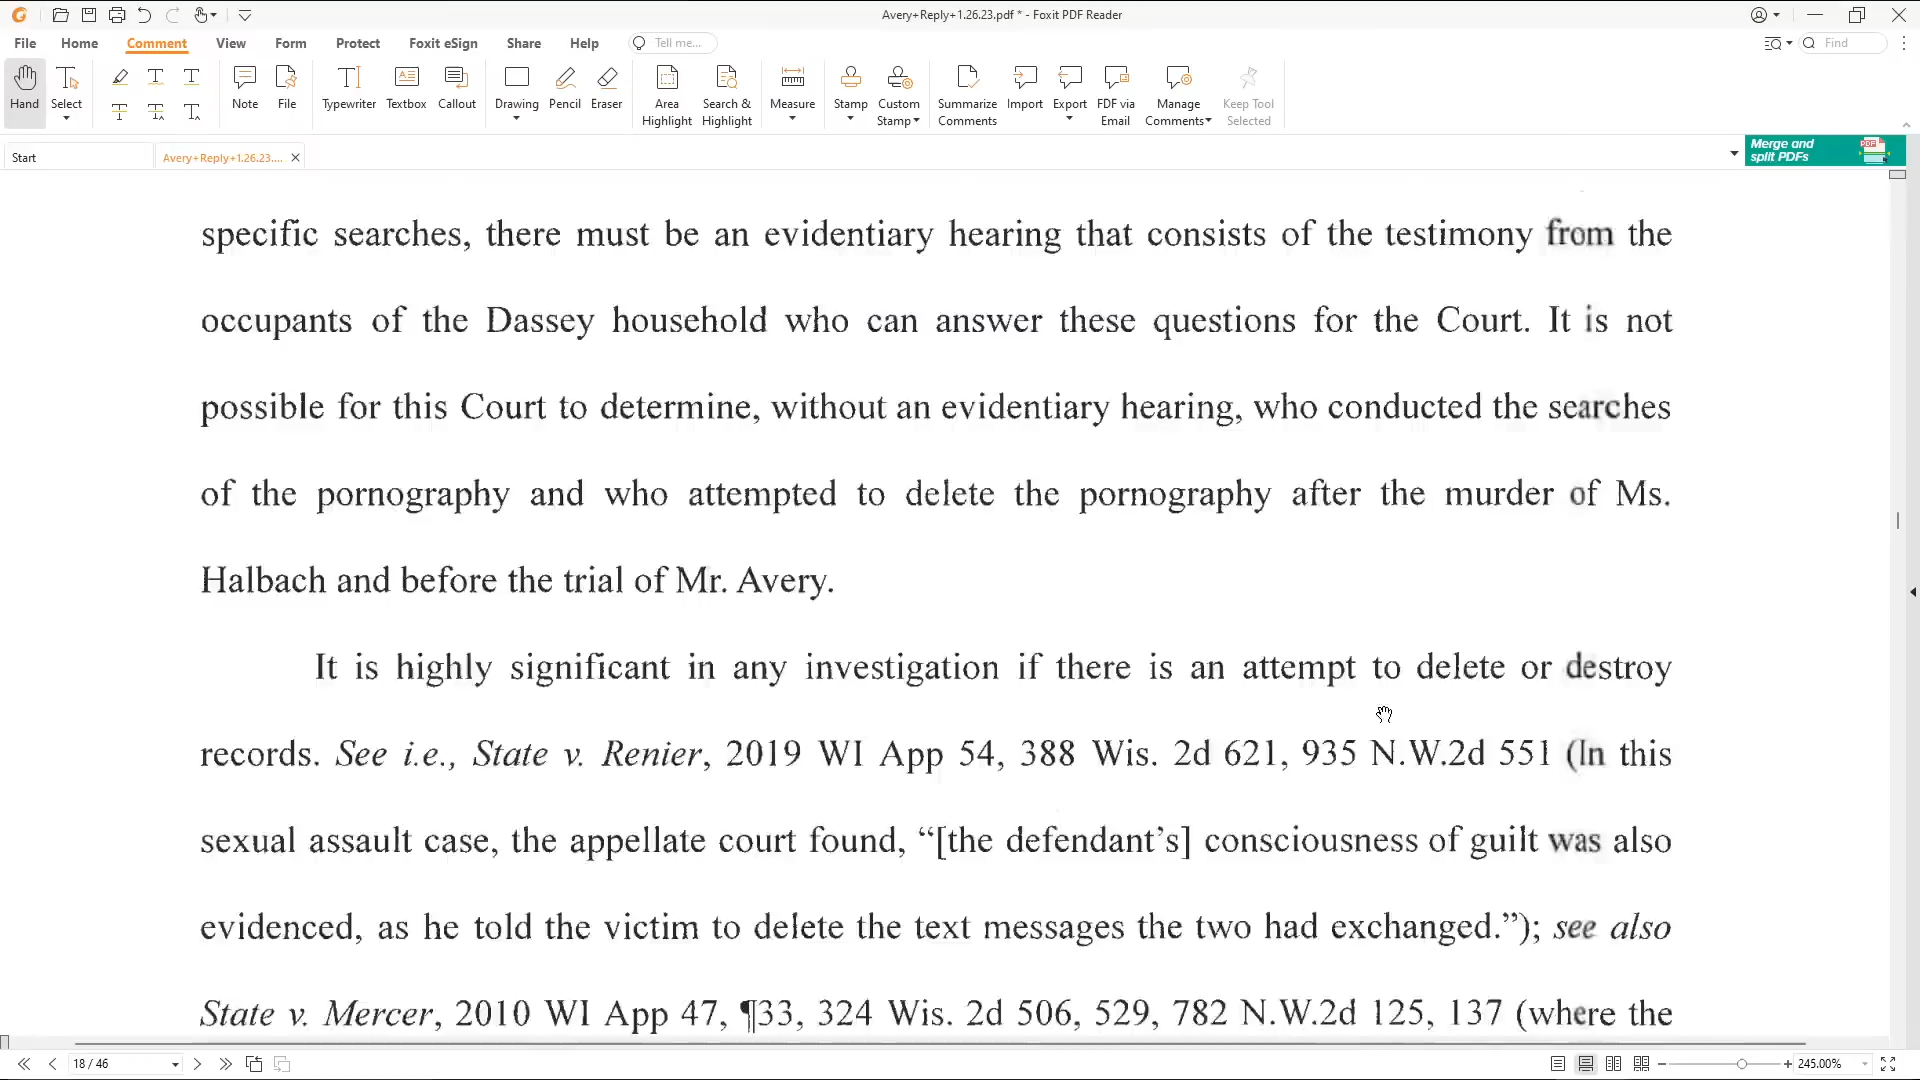 Avery+Reply+1.26.23.pdf * - Foxit PDF Reader
File Home Comment View Form Protect Foxit eSign Share Help Tell me... Find
Hand Select Note File Typewriter Textbox Callout Drawing Pencil Eraser Area Highlight Search & Highlight Measure Stamp Custom Stamp Summarize Comments Import Export FDF via Email Manage Comments Keep Tool Selected
Start Avery+Reply+1.26.23.... Merge and split PDFs
specific searches, there must be an evidentiary hearing that consists of the testimony from the
occupants of the Dassey household who can answer these questions for the Court. It is not
possible for this Court to determine, without an evidentiary hearing, who conducted the searches
of the pornography and who attempted to delete the pornography after the murder of Ms.
Halbach and before the trial of Mr. Avery.
It is highly significant in any investigation if there is an attempt to delete or destroy
records. See i.e., State v. Renier, 2019 WI App 54, 388 Wis. 2d 621, 935 N.W.2d 551 (In this
sexual assault case, the appellate court found, “[the defendant’s] consciousness of guilt was also
evidenced, as he told the victim to delete the text messages the two had exchanged.”); see also
State v. Mercer, 2010 WI App 47, ¶33, 324 Wis. 2d 506, 529, 782 N.W.2d 125, 137 (where the
18 / 46 245.00%